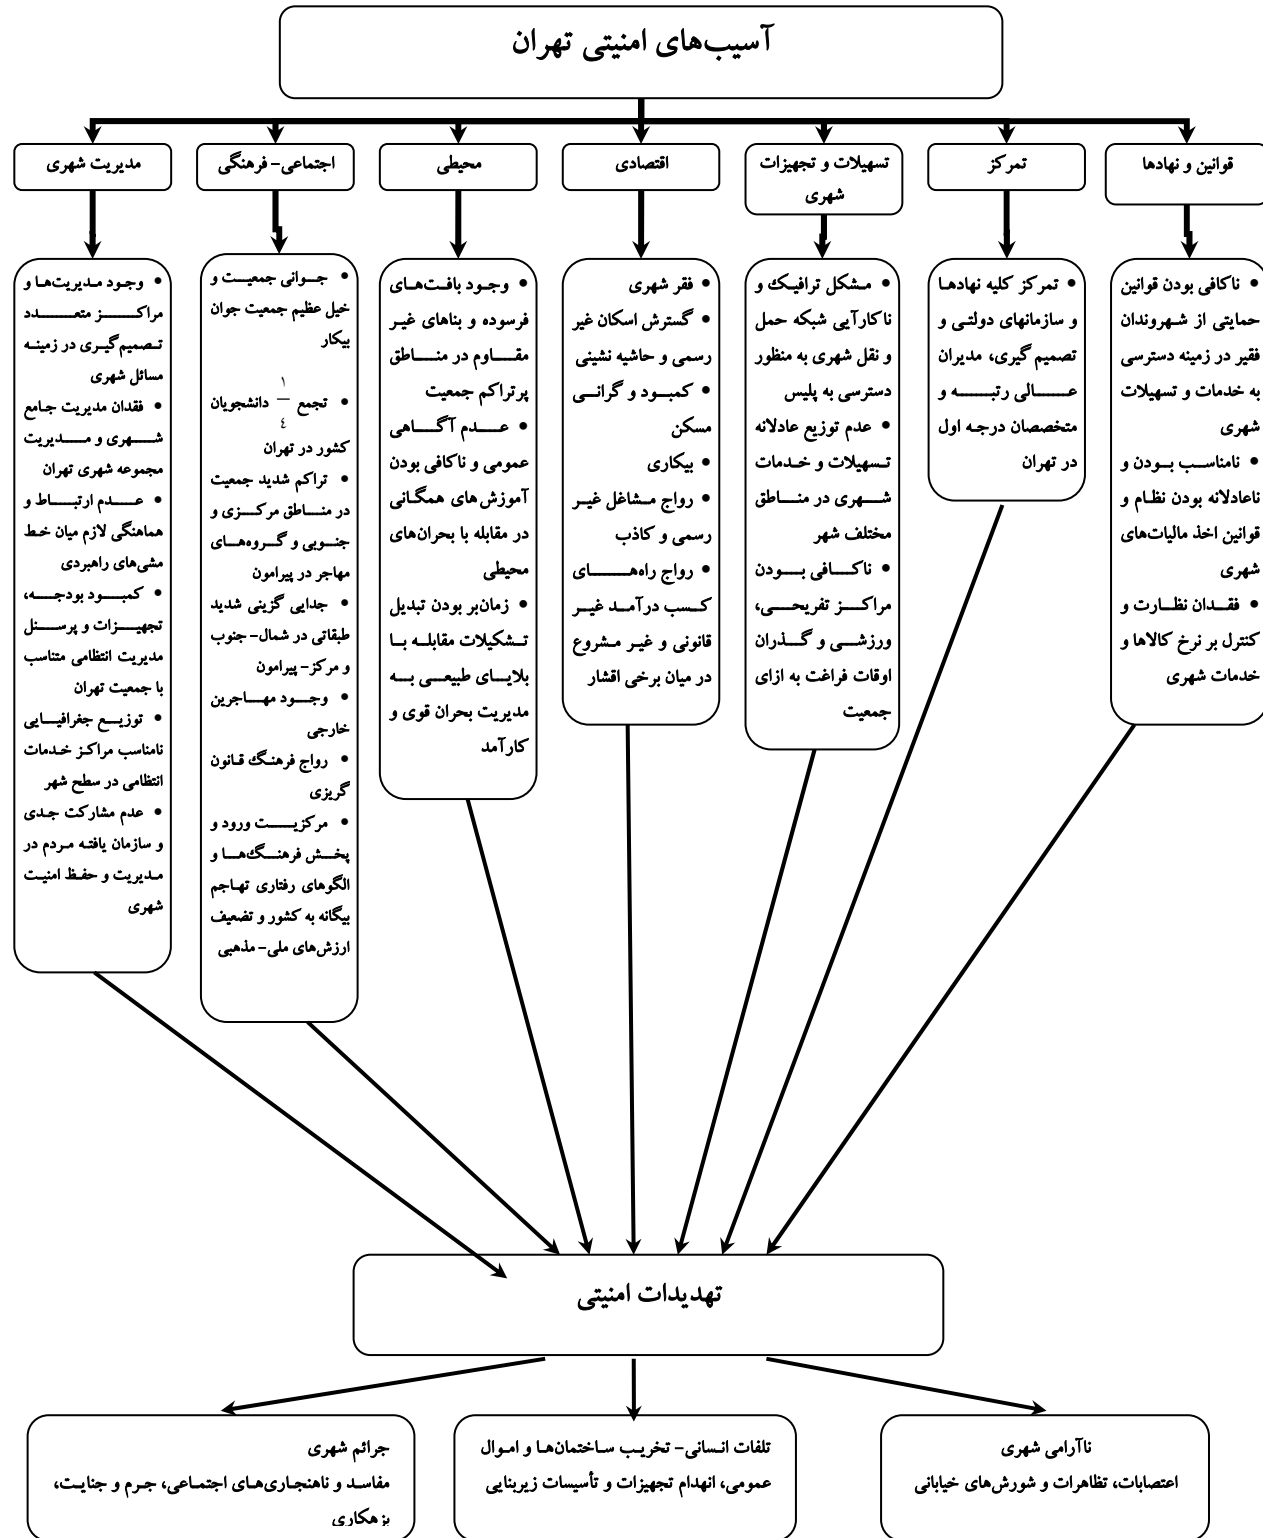 آسیب‌های امنیتی تهران
قوانین و نهادها
تمرکز
تسهیلات و تجهیزات
شهری
اقتصادی
محیطی
اجتماعی- فرهنگی
مدیریت شهری
• ناکافی بودن قوانین
حمایتی از شهروندان
فقیر در زمینه دسترسی
به خدمات و تسهیلات
شهری
• نامناسب بودن و
ناعادلانه بودن نظام و
قوانین اخذ مالیات‌های
شهری
• فقدان نظارت و
کنترل بر نرخ کالاها و
خدمات شهری
• تمرکز کلیه نهادها
و سازمانهای دولتی و
تصمیم گیری، مدیران
عالی رتبه و
متخصصان درجه اول
در تهران
• مشکل ترافیک و
ناکارآیی شبکه حمل
و نقل شهری به منظور
دسترسی به پلیس
• عدم توزیع عادلانه
تسهیلات و خدمات
شهری در مناطق
مختلف شهر
• ناکافی بودن
مراکز تفریحی،
ورزشی و گذران
اوقات فراغت به ازای
جمعیت
• فقر شهری
• گسترش اسکان غیر
رسمی و حاشیه نشینی
• کمبود و گرانی
مسکن
• بیکاری
• رواج مشاغل غیر
رسمی و کاذب
• رواج راه‌های
کسب درآمد غیر
قانونی و غیر مشروع
در میان برخی اقشار
• وجود بافت‌های
فرسوده و بناهای غیر
مقاوم در مناطق
پرتراکم جمعیت
• عدم آگاهی
عمومی و ناکافی بودن
آموزش‌های همگانی
در مقابله با بحران‌های
محیطی
• زمان‌بر بودن تبدیل
تشکیلات مقابله با
بلایای طبیعی به
مدیریت بحران قوی و
کارآمد
• جوانی جمعیت و
خیل عظیم جمعیت جوان
بیکار
• تجمع ۱/٤ دانشجویان
کشور در تهران
• تراکم شدید جمعیت
در مناطق مرکزی و
جنوبی و گروه‌های
مهاجر در پیرامون
• جدایی گزینی شدید
طبقاتی در شمال- جنوب
و مرکز- پیرامون
• وجود مهاجرین
خارجی
• رواج فرهنگ قانون
گریزی
• مرکزیت ورود و
پخش فرهنگ‌ها و
الگوهای رفتاری تهاجم
بیگانه به کشور و تضعیف
ارزش‌های ملی- مذهبی
• وجود مدیریت‌ها و
مراکز متعدد
تصمیم‌گیری در زمینه
مسائل شهری
• فقدان مدیریت جامع
شهری و مدیریت
مجموعه شهری تهران
• عدم ارتباط و
هماهنگی لازم میان خط
مشی‌های راهبردی
• کمبود بودجه،
تجهیزات و پرسنل
مدیریت انتظامی متناسب
با جمعیت تهران
• توزیع جغرافیایی
نامناسب مراکز خدمات
انتظامی در سطح شهر
• عدم مشارکت جدی
و سازمان یافته مردم در
مدیریت و حفظ امنیت
شهری
تهدیدات امنیتی
ناآرامی شهری
اعتصابات، تظاهرات و شورش‌های خیابانی
تلفات انسانی- تخریب ساختمان‌ها و اموال
عمومی، انهدام تجهیزات و تأسیسات زیربنایی
جرائم شهری
مفاسد و ناهنجاری‌های اجتماعی، جرم و جنایت،
بزهکاری